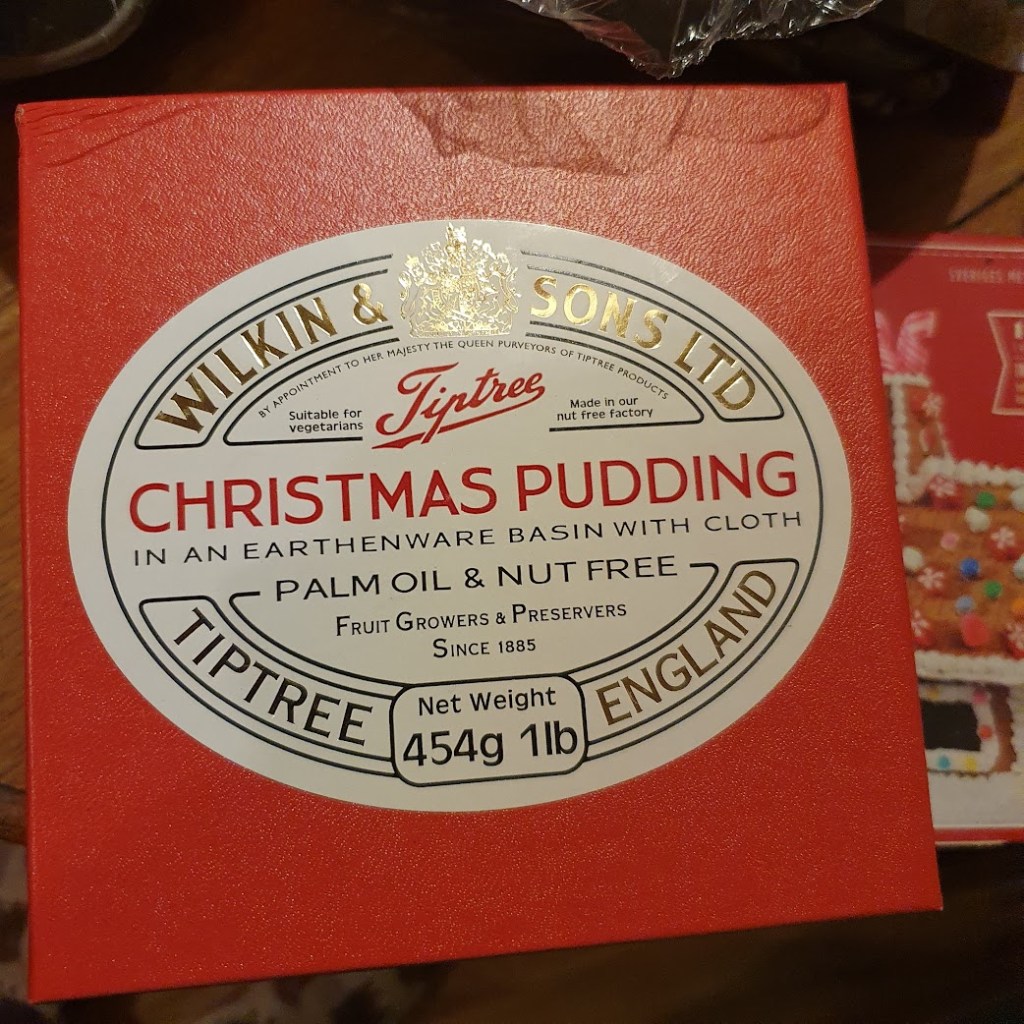 WILKIN & SONS LTD
BY APPOINTMENT TO HER MAJESTY THE QUEEN PURVEYORS OF TIPTREE PRODUCTS
Tiptree
Suitable for
vegetarians
Made in our
nut free factory
CHRISTMAS PUDDING
IN AN EARTHENWARE BASIN WITH CLOTH
PALM OIL & NUT FREE
FRUIT GROWERS & PRESERVERS
SINCE 1885
TIPTREE
ENGLAND
Net Weight
454g 1lb
SVERIGES